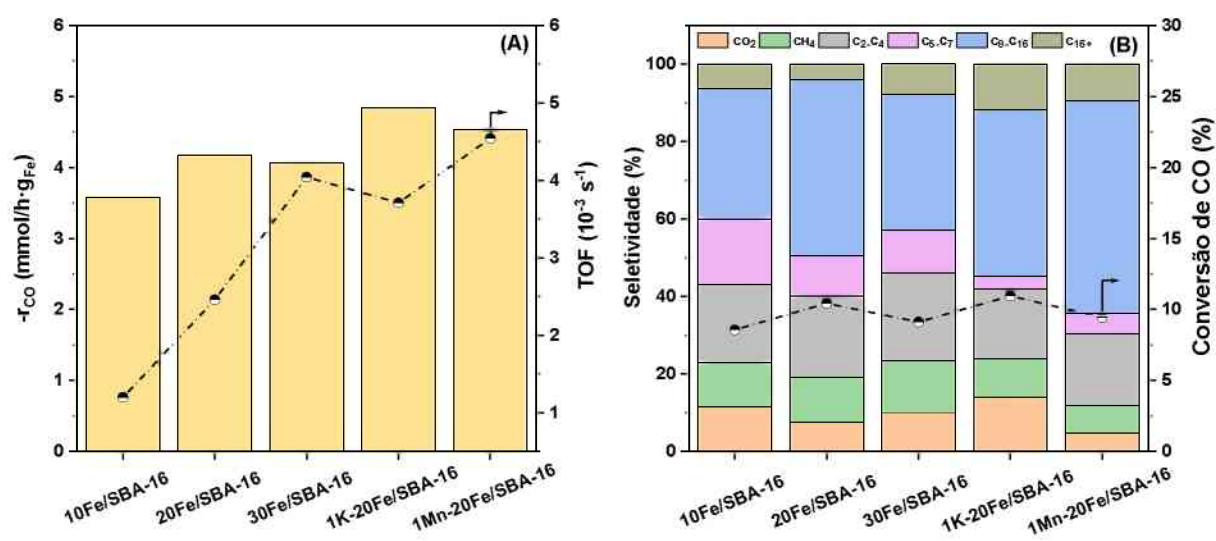 (A)
-rCO (mmol/h·gFe)
6
5
4
3
2
1
0
6
5
4
3
2
1
TOF (10-3 s-1)
10Fe/SBA-16
20Fe/SBA-16
30Fe/SBA-16
1K-20Fe/SBA-16
1Mn-20Fe/SBA-16
CO2 CH4 C2-C4 C5-C7 C8-C16 C16+
(B)
Seletividade (%)
100
80
60
40
20
0
30
25
20
15
10
5
0
Conversão de CO (%)
10Fe/SBA-16
20Fe/SBA-16
30Fe/SBA-16
1K-20Fe/SBA-16
1Mn-20Fe/SBA-16